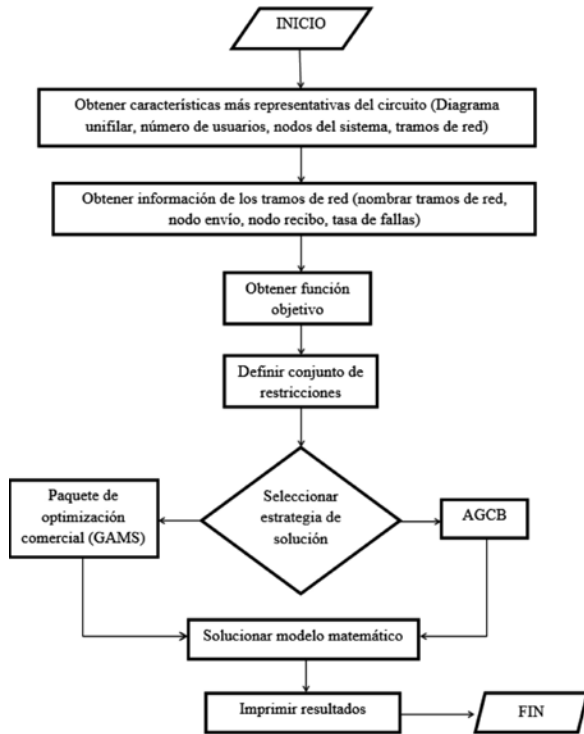 INICIO
Obtener características más representativas del circuito (Diagrama
unifilar, número de usuarios, nodos del sistema, tramos de red)
Obtener información de los tramos de red (nombrar tramos de red,
nodo envío, nodo recibo, tasa de fallas)
Obtener función
objetivo
Definir conjunto de
restricciones
Seleccionar
estrategia de
solución
Paquete de
optimización
comercial (GAMS)
AGCB
Solucionar modelo matemático
Imprimir resultados
FIN